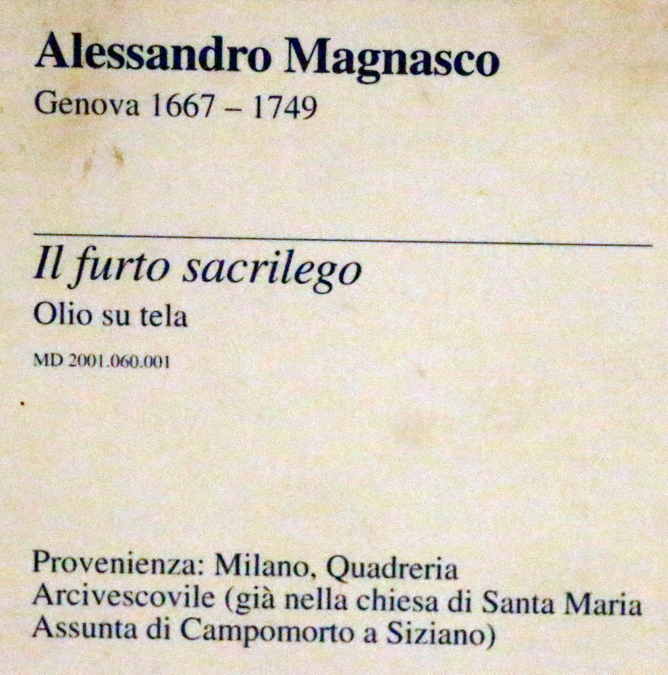 Alessandro Magnasco
Genova 1667 – 1749
Il furto sacrilego
Olio su tela
MD 2001.060.001
Provenienza: Milano, Quadreria
Arcivescovile (già nella chiesa di Santa Maria
Assunta di Campomorto a Siziano)